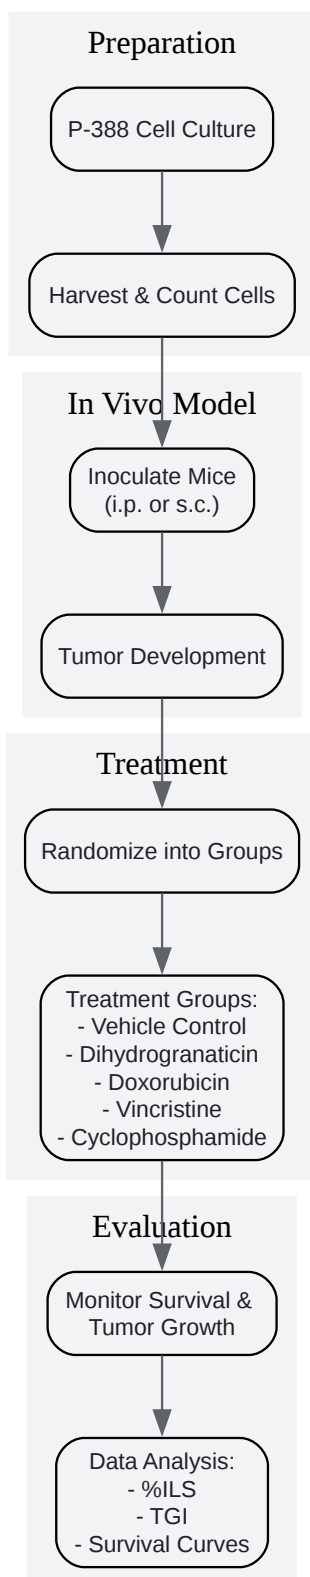 Preparation
P-388 Cell Culture
Harvest & Count Cells
In Vivo Model
Inoculate Mice
(i.p. or s.c.)
Tumor Development
Treatment
Randomize into Groups
Treatment Groups:
- Vehicle Control
- Dihydrogranaticin
- Doxorubicin
- Vincristine
- Cyclophosphamide
Evaluation
Monitor Survival &
Tumor Growth
Data Analysis:
- %ILS
- TGI
- Survival Curves